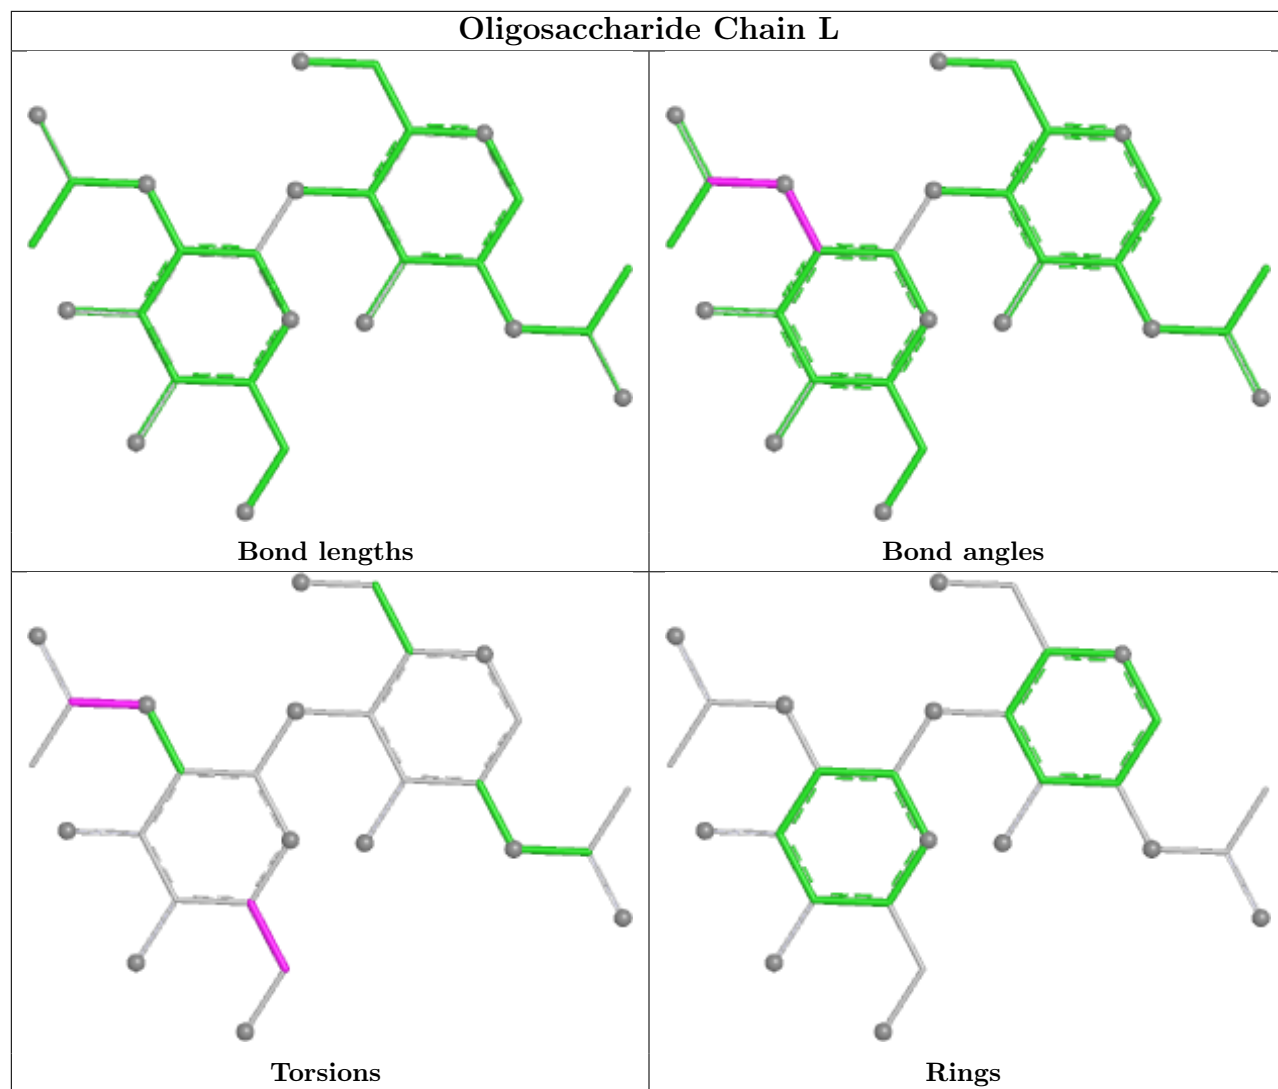 Oligosaccharide Chain L
Bond lengths
Bond angles
Torsions
Rings